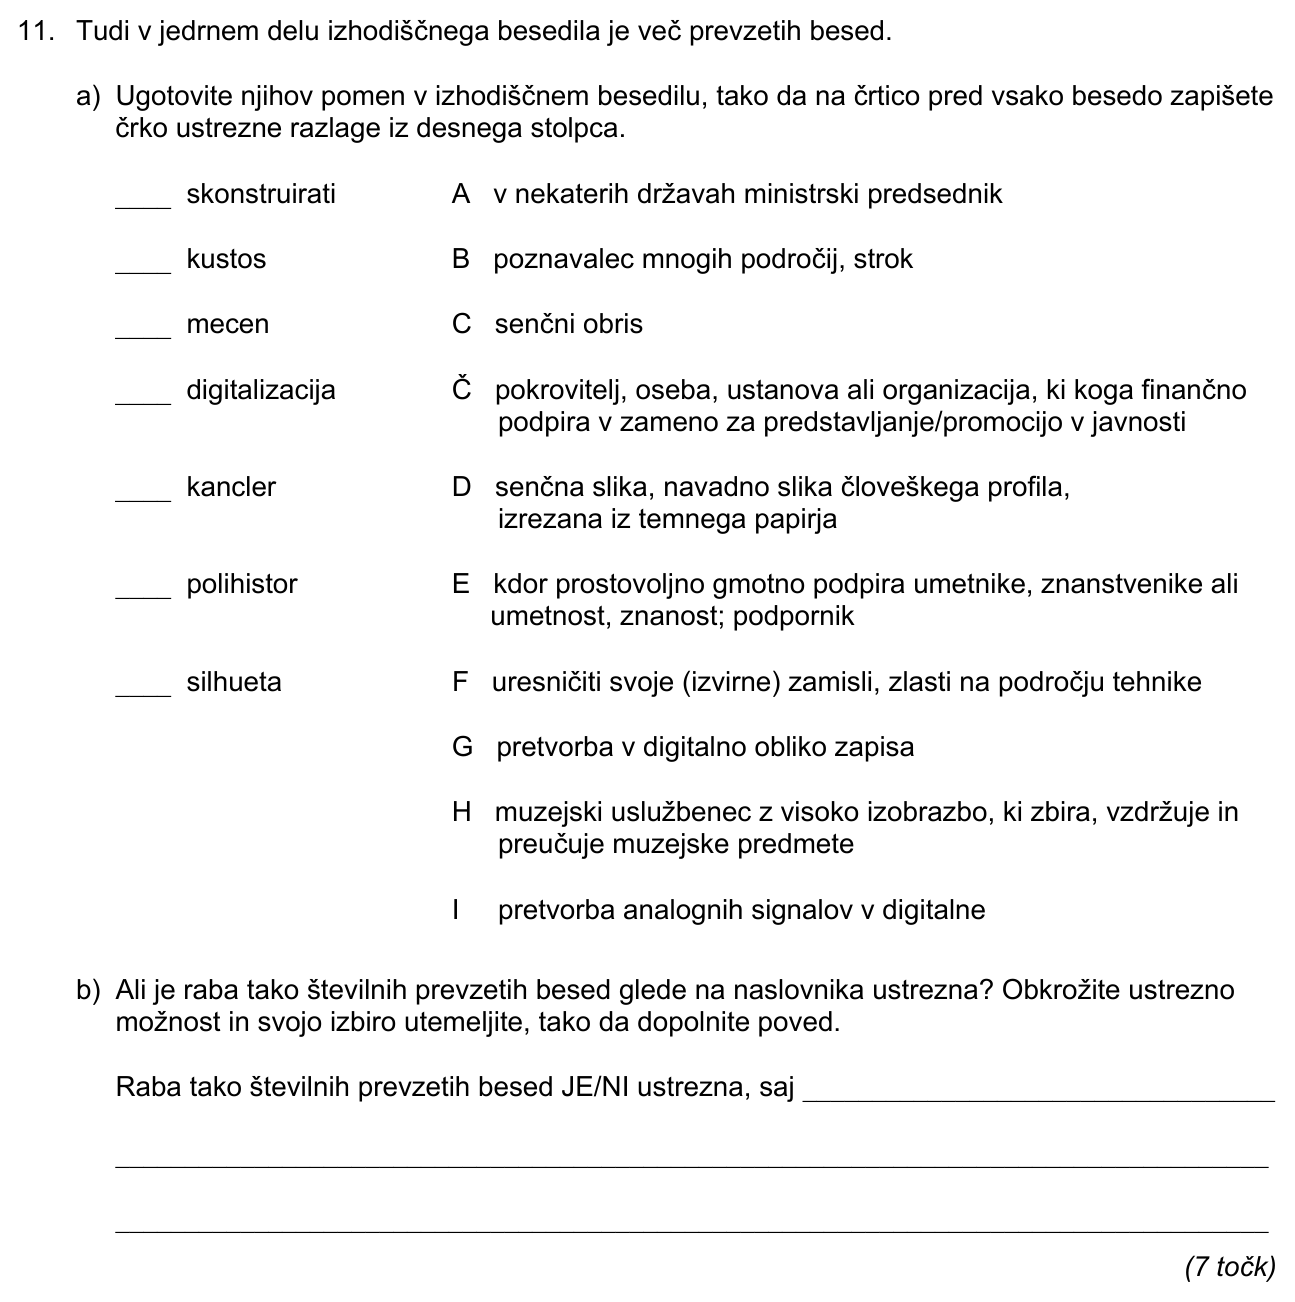 11. Tudi v jedrnem delu izhodiščnega besedila je več prevzetih besed.
a) Ugotovite njihov pomen v izhodiščnem besedilu, tako da na črtico pred vsako besedo zapišete
črko ustrezne razlage iz desnega stolpca.
____ skonstruirati A v nekaterih državah ministrski predsednik
____ kustos B poznavalec mnogih področij, strok
____ mecen C senčni obris
____ digitalizacija Č pokrovitelj, oseba, ustanova ali organizacija, ki koga finančno
podpira v zameno za predstavljanje/promocijo v javnosti
____ kancler D senčna slika, navadno slika človeškega profila,
izrezana iz temnega papirja
____ polihistor E kdor prostovoljno gmotno podpira umetnike, znanstvenike ali
umetnost, znanost; podpornik
____ silhueta F uresničiti svoje (izvirne) zamisli, zlasti na področju tehnike
G pretvorba v digitalno obliko zapisa
H muzejski uslužbenec z visoko izobrazbo, ki zbira, vzdržuje in
preučuje muzejske predmete
I pretvorba analognih signalov v digitalne
b) Ali je raba tako številnih prevzetih besed glede na naslovnika ustrezna? Obkrožite ustrezno
možnost in svojo izbiro utemeljite, tako da dopolnite poved.
Raba tako številnih prevzetih besed JE/NI ustrezna, saj ____
(7 točk)